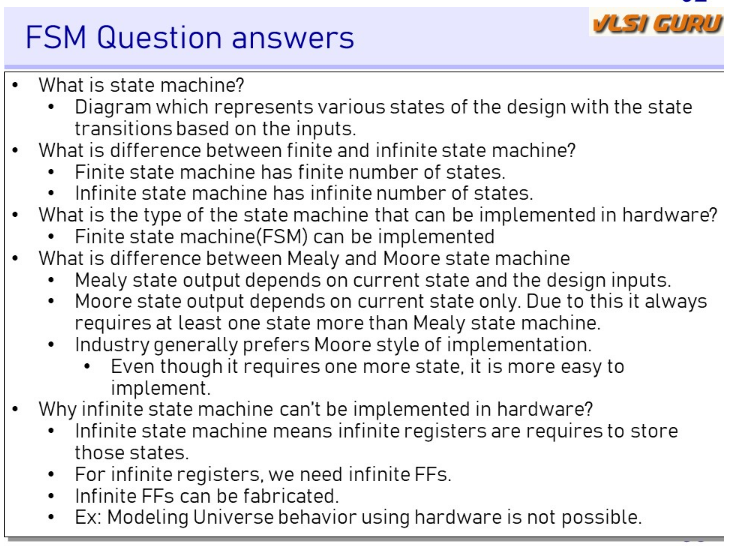 VLSI GURU
FSM Question answers
• What is state machine?
• Diagram which represents various states of the design with the state
transitions based on the inputs.
• What is difference between finite and infinite state machine?
• Finite state machine has finite number of states.
• Infinite state machine has infinite number of states.
• What is the type of the state machine that can be implemented in hardware?
• Finite state machine(FSM) can be implemented
• What is difference between Mealy and Moore state machine
• Mealy state output depends on current state and the design inputs.
• Moore state output depends on current state only. Due to this it always
requires at least one state more than Mealy state machine.
• Industry generally prefers Moore style of implementation.
• Even though it requires one more state, it is more easy to
implement.
• Why infinite state machine can't be implemented in hardware?
• Infinite state machine means infinite registers are requires to store
those states.
• For infinite registers, we need infinite FFs.
• Infinite FFs can be fabricated.
• Ex: Modeling Universe behavior using hardware is not possible.